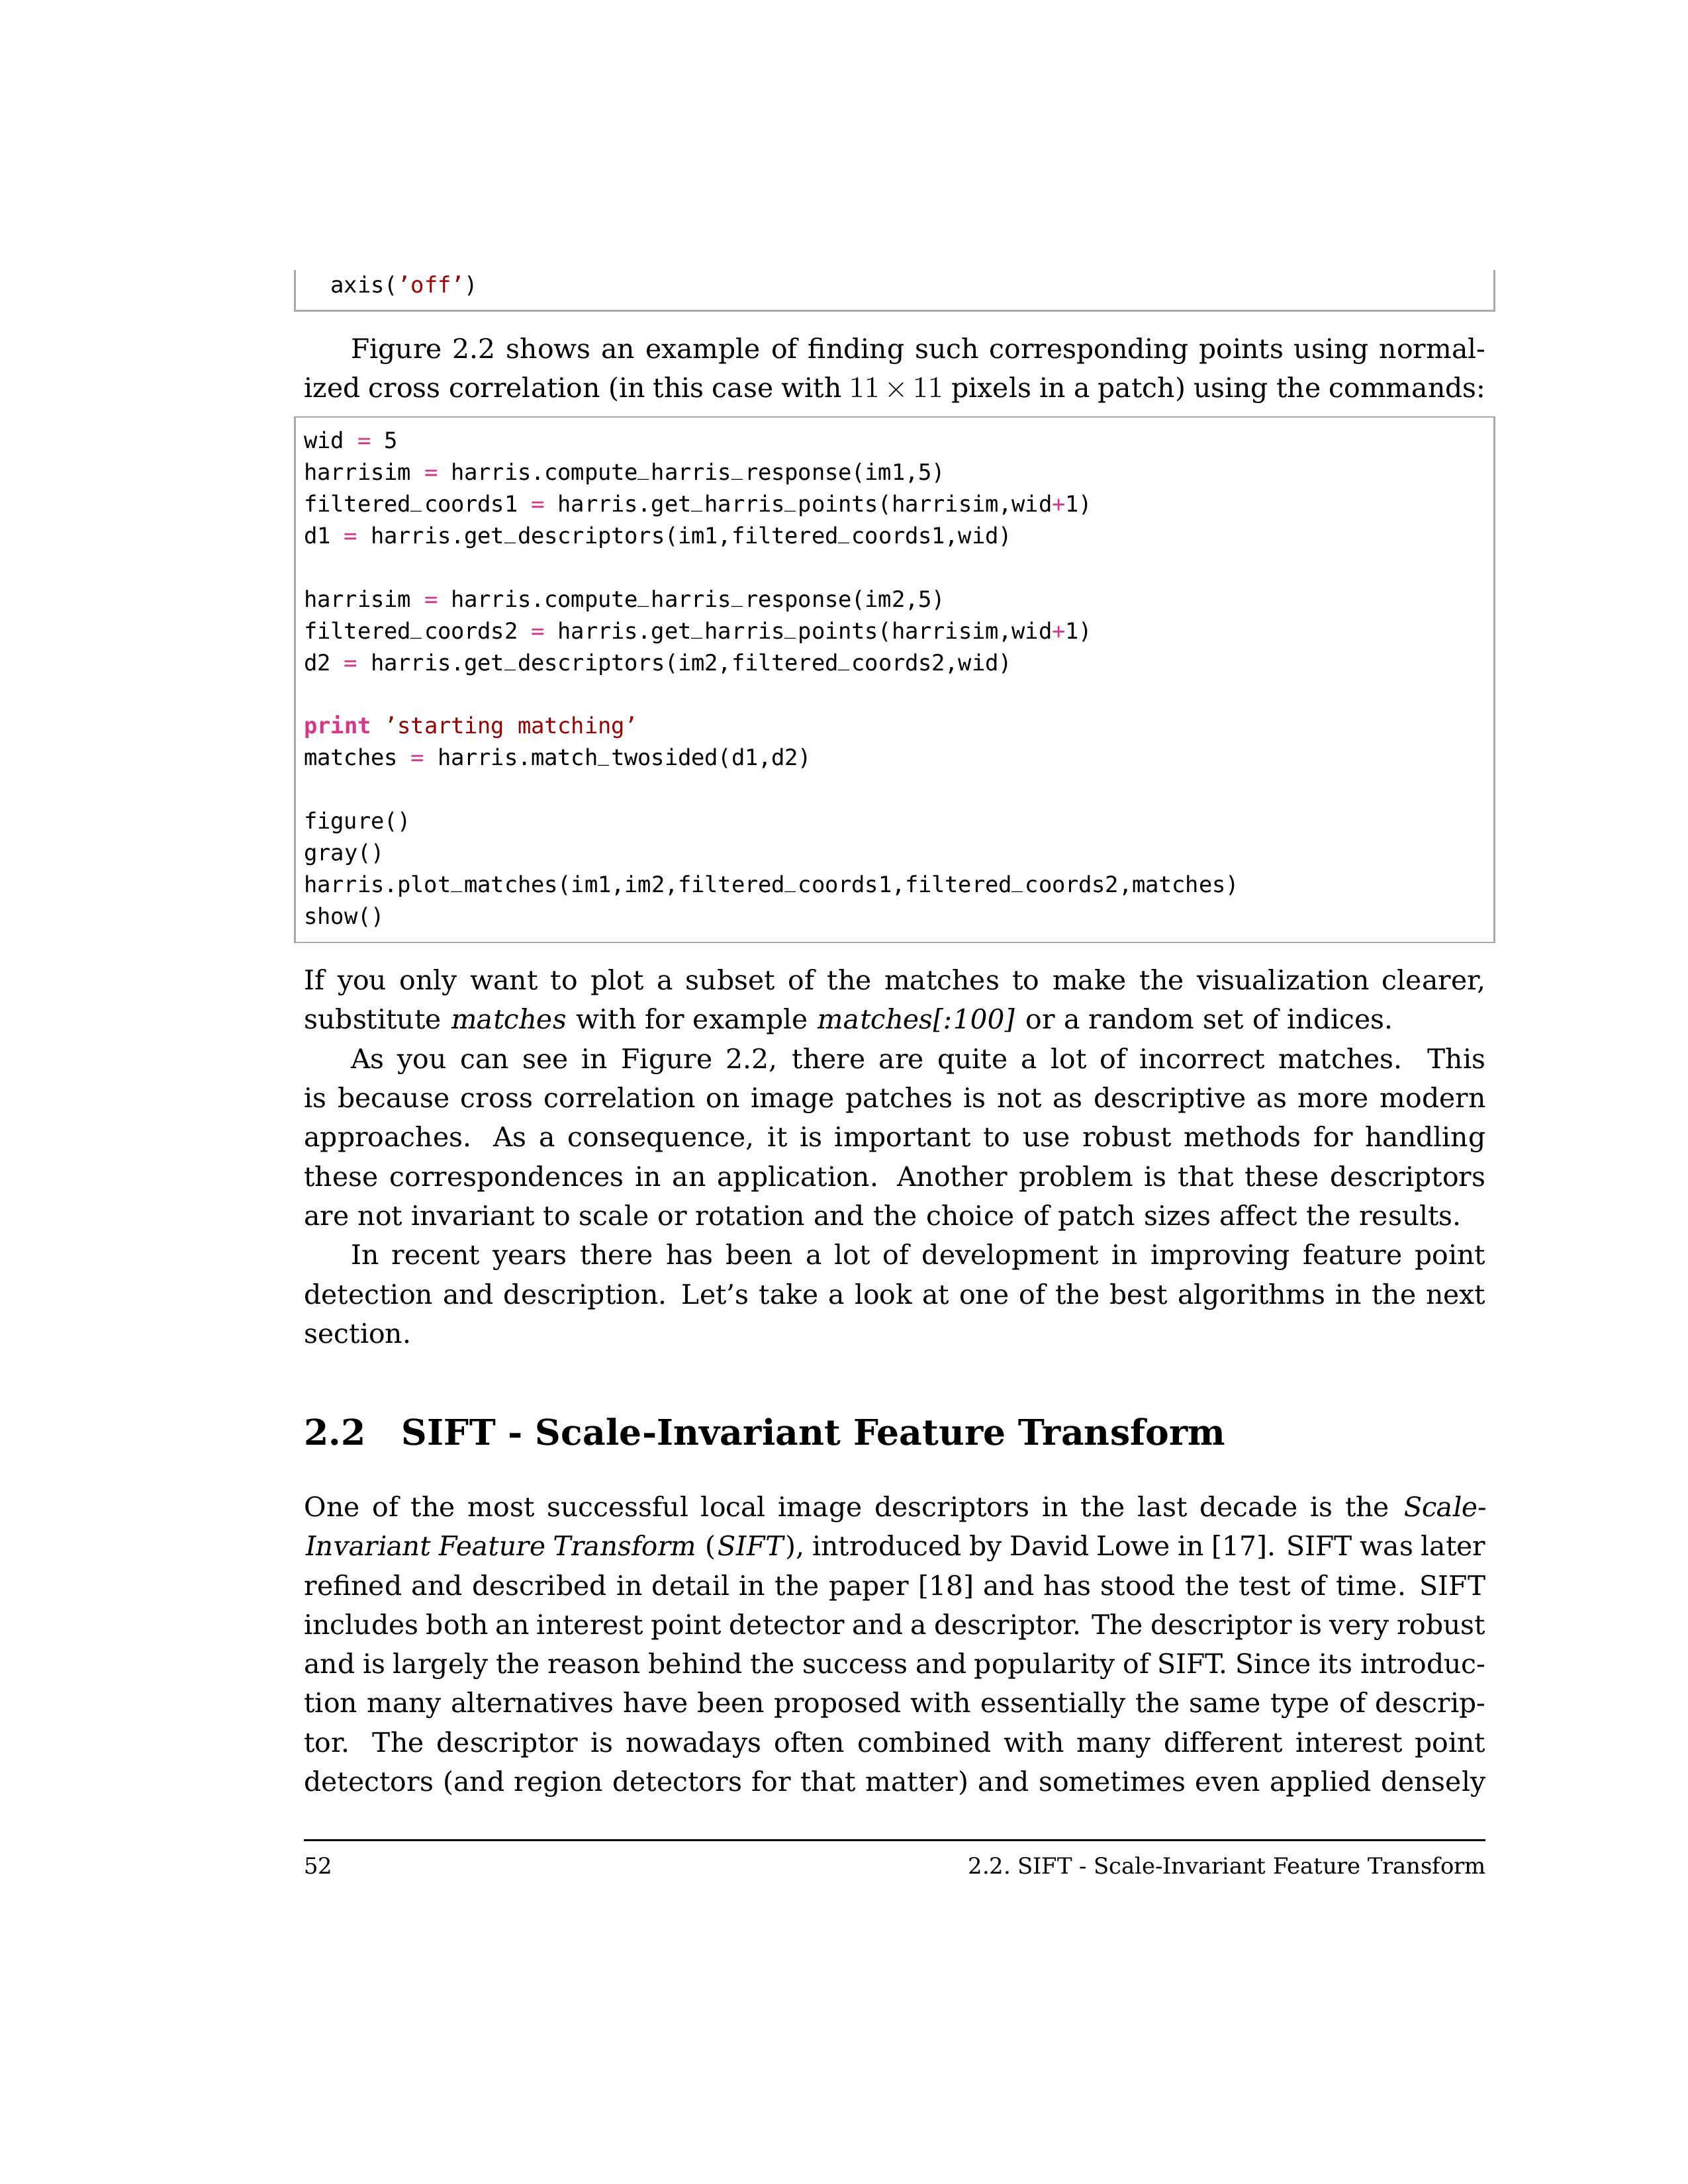 axis(’off’)
Figure 2.2 shows an example of finding such corresponding points using normal-
ized cross correlation (in this case with 11 × 11 pixels in a patch) using the commands:
wid = 5
harrisim = harris.compute_harris_response(im1,5)
filtered_coords1 = harris.get_harris_points(harrisim,wid+1)
d1 = harris.get_descriptors(im1,filtered_coords1,wid)
harrisim = harris.compute_harris_response(im2,5)
filtered_coords2 = harris.get_harris_points(harrisim,wid+1)
d2 = harris.get_descriptors(im2,filtered_coords2,wid)
print ’starting matching’
matches = harris.match_twosided(d1,d2)
figure()
gray()
harris.plot_matches(im1,im2,filtered_coords1,filtered_coords2,matches)
show()
If you only want to plot a subset of the matches to make the visualization clearer,
substitute matches with for example matches[:100] or a random set of indices.
As you can see in Figure 2.2, there are quite a lot of incorrect matches. This
is because cross correlation on image patches is not as descriptive as more modern
approaches. As a consequence, it is important to use robust methods for handling
these correspondences in an application. Another problem is that these descriptors
are not invariant to scale or rotation and the choice of patch sizes affect the results.
In recent years there has been a lot of development in improving feature point
detection and description. Let’s take a look at one of the best algorithms in the next
section.
2.2 SIFT - Scale-Invariant Feature Transform
One of the most successful local image descriptors in the last decade is the Scale-
Invariant Feature Transform (SIFT), introduced by David Lowe in [17]. SIFT was later
refined and described in detail in the paper [18] and has stood the test of time. SIFT
includes both an interest point detector and a descriptor. The descriptor is very robust
and is largely the reason behind the success and popularity of SIFT. Since its introduc-
tion many alternatives have been proposed with essentially the same type of descrip-
tor. The descriptor is nowadays often combined with many different interest point
detectors (and region detectors for that matter) and sometimes even applied densely
52 2.2. SIFT - Scale-Invariant Feature Transform